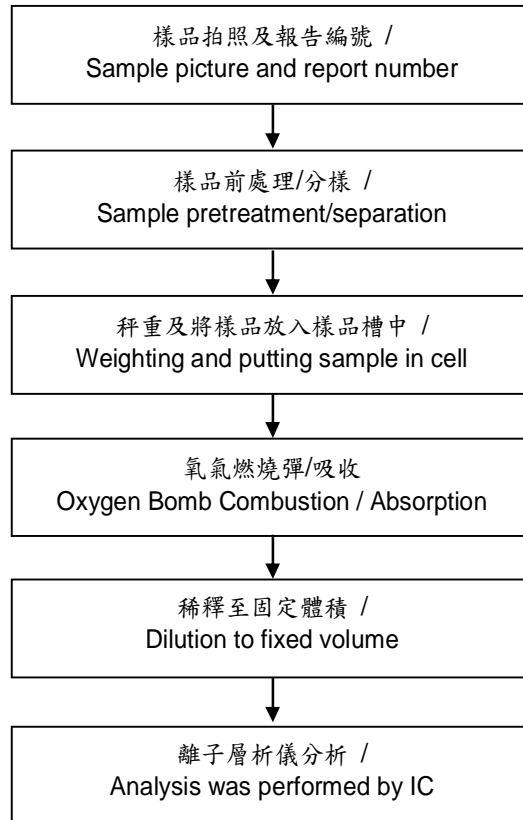 樣品拍照及報告編號 /
Sample picture and report number
樣品前處理/分樣 /
Sample pretreatment/separation
秤重及將樣品放入樣品槽中 /
Weighting and putting sample in cell
氧氣燃燒彈/吸收
Oxygen Bomb Combustion / Absorption
稀釋至固定體積 /
Dilution to fixed volume
離子層析儀分析 /
Analysis was performed by IC